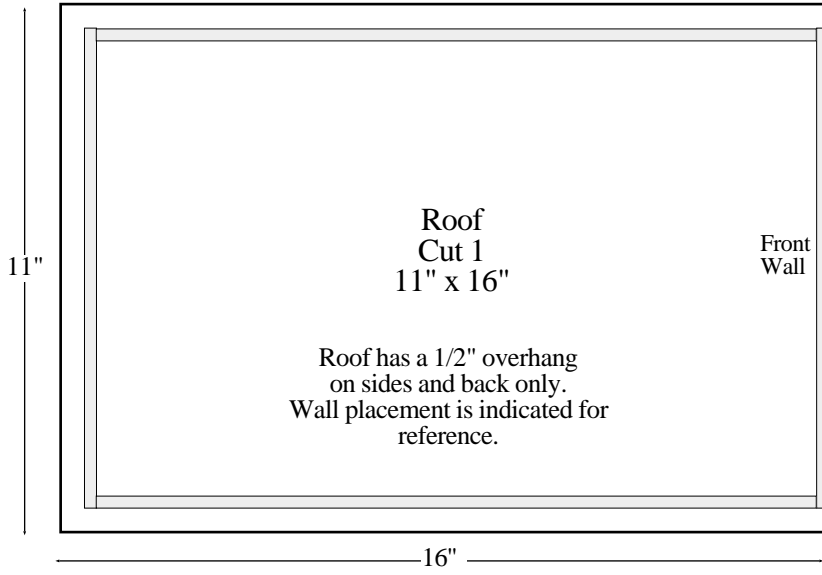 Roof
Cut 1
11" x 16"
Front
Wall
11"
Roof has a 1/2" overhang
on sides and back only.
Wall placement is indicated for
reference.
16"